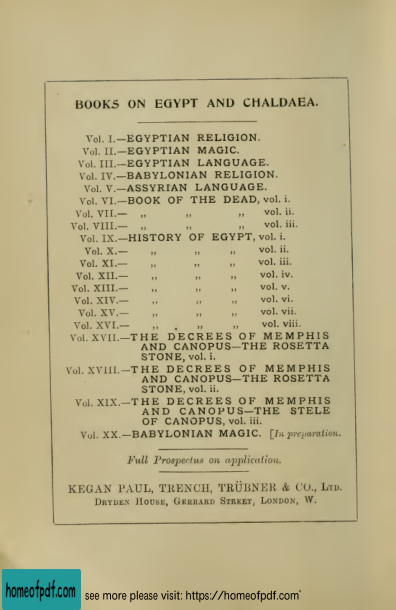 BOOKS ON EGYPT AND CHALDAEA.
Vol. I.—EGYPTIAN RELIGION.
Vol. II.—EGYPTIAN MAGIC.
Vol. III.—EGYPTIAN LANGUAGE.
Vol. IV.—BABYLONIAN RELIGION.
Vol. V.—ASSYRIAN LANGUAGE.
Vol. VI.—BOOK OF THE DEAD, vol. i.
Vol. VII.— „ „ „ vol. ii.
Vol. VIII.— „ „ „ vol. iii.
Vol. IX.—HISTORY OF EGYPT, vol. i.
Vol. X.— „ „ „ vol. ii.
Vol. XI.— „ „ „ vol. iii.
Vol. XII.— „ „ „ vol. iv.
Vol. XIII.— „ „ „ vol. v.
Vol. XIV.— „ „ „ vol. vi.
Vol. XV.— „ „ „ vol. vii.
Vol. XVI.— „ „ „ vol. viii.
Vol. XVII.—THE DECREES OF MEMPHIS
AND CANOPUS—THE ROSETTA
STONE, vol. i.
Vol. XVIII.—THE DECREES OF MEMPHIS
AND CANOPUS—THE ROSETTA
STONE, vol. ii.
Vol. XIX.—THE DECREES OF MEMPHIS
AND CANOPUS—THE STELE
OF CANOPUS, vol. iii.
Vol. XX.—BABYLONIAN MAGIC. [In preparation.
Full Prospectus on application.
KEGAN PAUL, TRENCH, TRÜBNER & CO., LTD.
DRYDEN HOUSE, GERRARD STREET, LONDON, W.
homeofpdf.com
see more please visit: https://homeofpdf.com